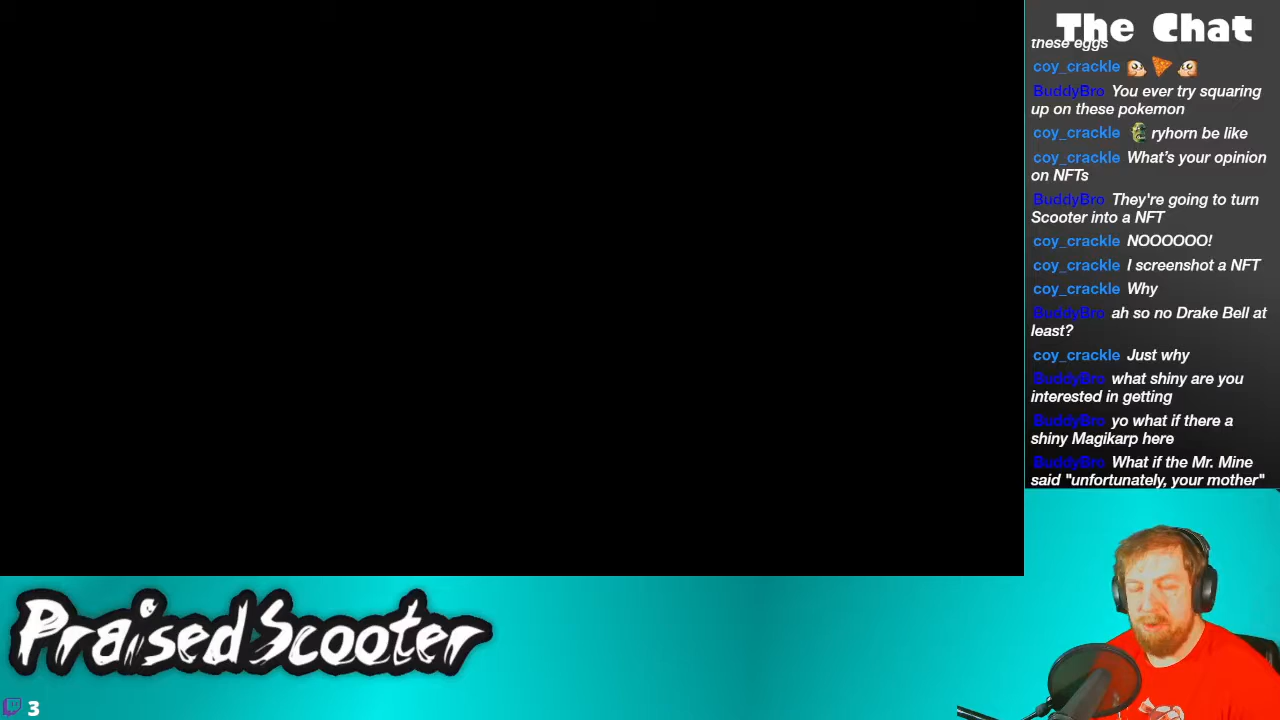 The Chat
these eggs
coy_crackle
BuddyBro You ever try squaring
up on these pokemon
coy_crackle ryhorn be like
coy_crackle What's your opinion
on NFTs
BuddyBro They're going to turn
Scooter into a NFT
coy_crackle NOOOOOO!
coy_crackle I screenshot a NFT
coy_crackle Why
BuddyBro ah so no Drake Bell at
least?
coy_crackle Just why
BuddyBro what shiny are you
interested in getting
BuddyBro yo what if there a
shiny Magikarp here
BuddyBro What if the Mr. Mine
said "unfortunately, your mother"
PraisedScooter
3